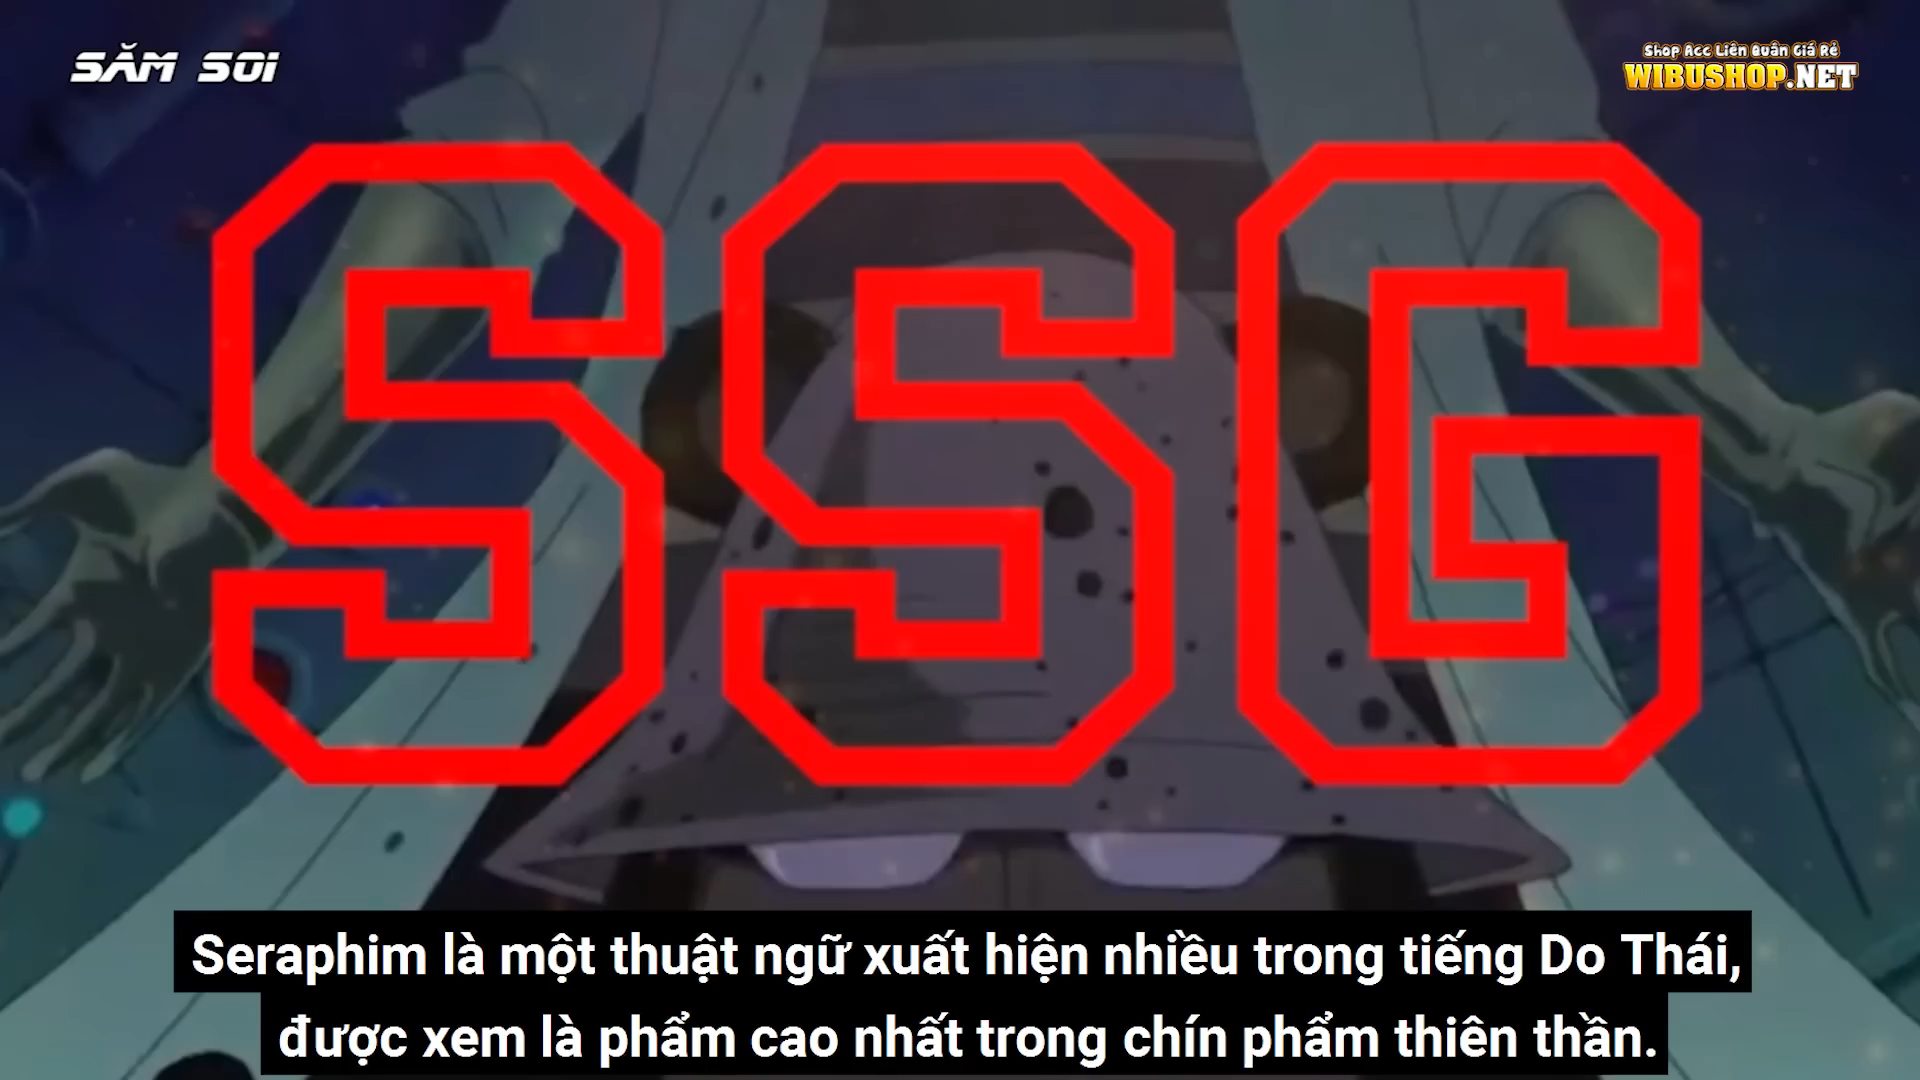 SĂM SOI
Shop Acc Liên Quân Giá Rẻ
WIBUSHOP.NET
SSG
Seraphim là một thuật ngữ xuất hiện nhiều trong tiếng Do Thái,
được xem là phẩm cao nhất trong chín phẩm thiên thần.